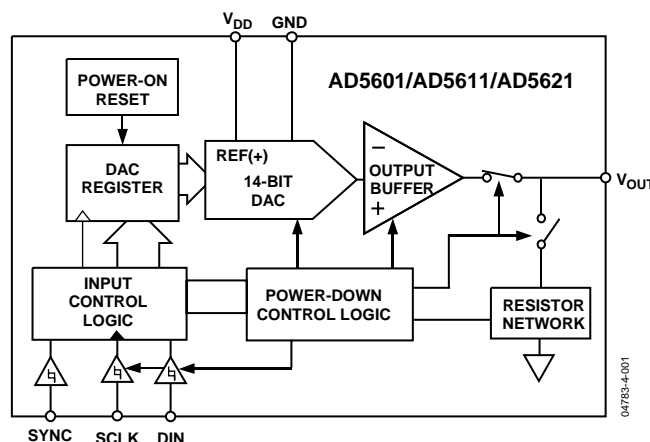 VDD GND
AD5601/AD5611/AD5621
POWER-ON
RESET
DAC
REGISTER
REF(+)
14-BIT
DAC
−
OUTPUT
BUFFER
+
VOUT
INPUT
CONTROL
LOGIC
POWER-DOWN
CONTROL LOGIC
RESISTOR
NETWORK
SYNC SCLK DIN
04783-4-001